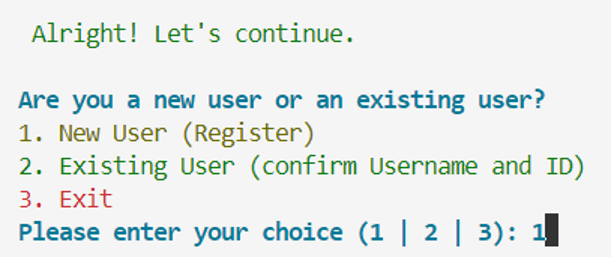 Alright! Let's continue.
Are you a new user or an existing user?
1. New User (Register)
2. Existing User (confirm Username and ID)
3. Exit
Please enter your choice (1 | 2 | 3): 1